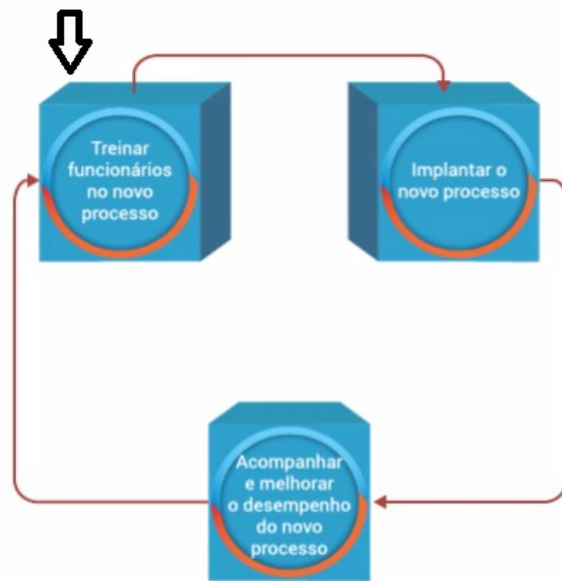 Treinar
funcionários
no novo
processo
Implantar o
novo processo
Acompanhar
e melhorar
o desempenho
do novo
processo